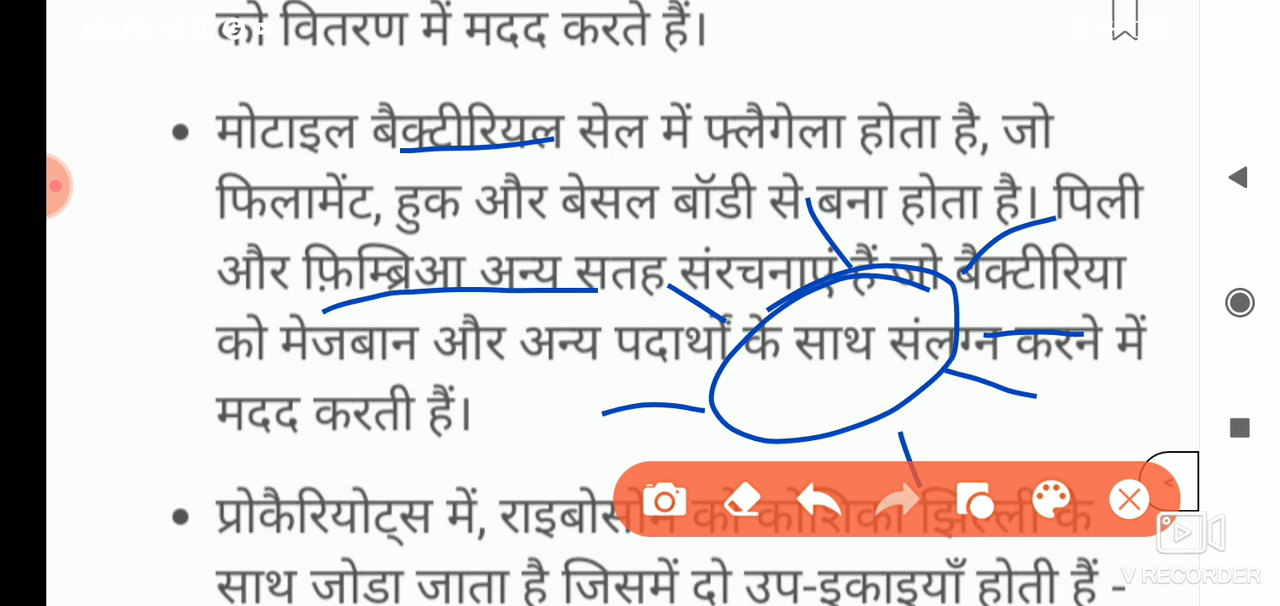 को वितरण में मदद करते हैं।
• मोटाइल बैक्टीरियल सेल में फ्लैगेला होता है, जो
फिलामेंट, हुक और बेसल बॉडी से बना होता है। पिली
और फ़िम्ब्रिआ अन्य सतह संरचनाएं हैं जो बैक्टीरिया
को मेजबान और अन्य पदार्थों के साथ संलग्न करने में
मदद करती हैं।
• प्रोकैरियोट्स में, राइबोसोम को कोशिका झिल्ली के
साथ जोडा जाता है जिसमें दो उप-इकाइयाँ होती हैं -
V RECORDER